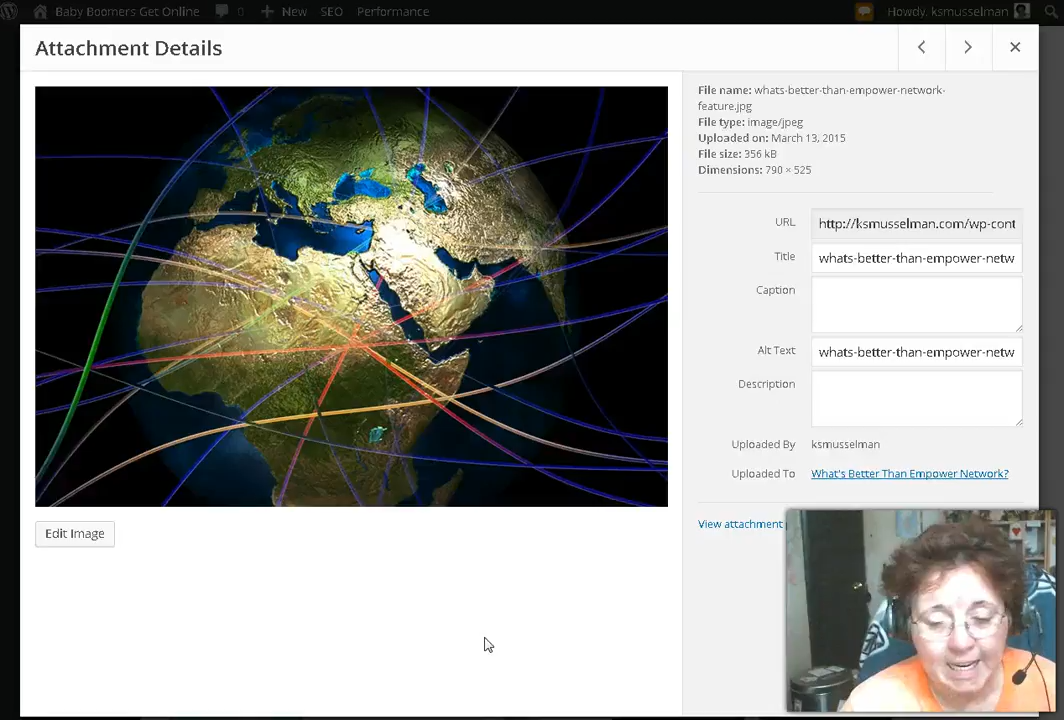 Baby Boomers Get Online 0 New SEO Performance Howdy, ksmusselman
Attachment Details
File name: whats-better-than-empower-network-
feature.jpg
File type: image/jpeg
Uploaded on: March 13, 2015
File size: 356 kB
Dimensions: 790 × 525
URL http://ksmusselman.com/wp-cont
Title whats-better-than-empower-netw
Caption
Alt Text whats-better-than-empower-netw
Description
Uploaded By ksmusselman
Uploaded To What's Better Than Empower Network?
View attachment
Edit Image